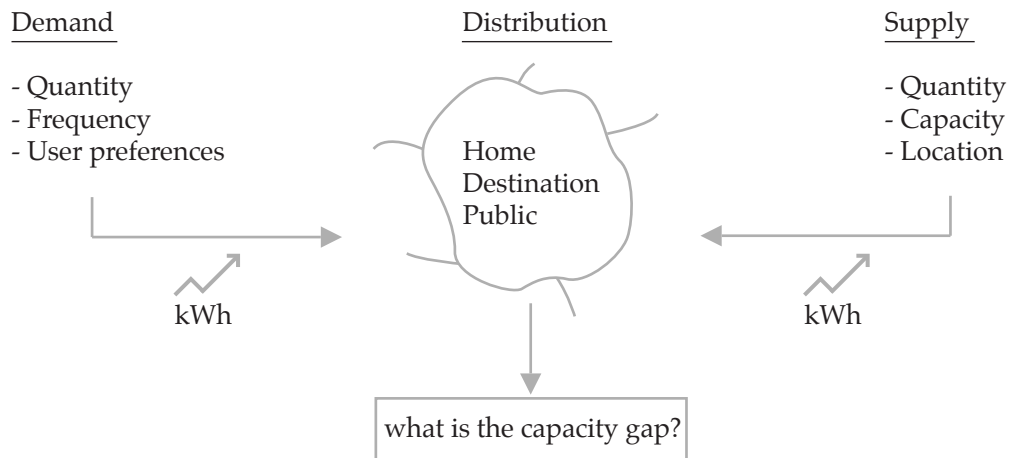 Demand
- Quantity
- Frequency
- User preferences
kWh
Distribution
Home
Destination
Public
Supply
- Quantity
- Capacity
- Location
kWh
what is the capacity gap?